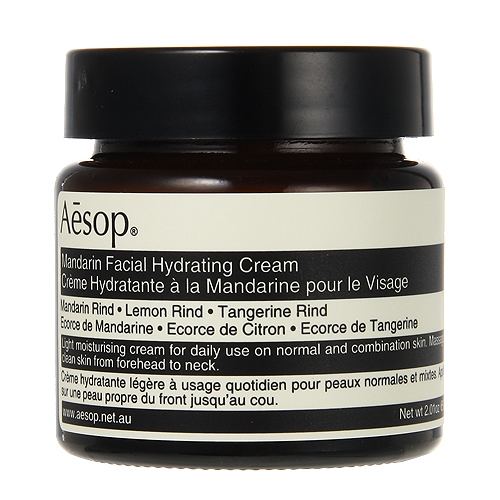 Aēsop®
Mandarin Facial Hydrating Cream
Crème Hydratante à la Mandarine pour le Visage
Mandarin Rind • Lemon Rind • Tangerine Rind
Ecorce de Mandarine • Ecorce de Citron • Ecorce de Tangerine
Light moisturising cream for daily use on normal and combination skin.
clean skin from forehead to neck.
Crème hydratante légère à usage quotidien pour peaux normales et mixtes.
sur une peau propre du front jusqu'au cou.
www.aesop.net.au
Net wt 2.01oz